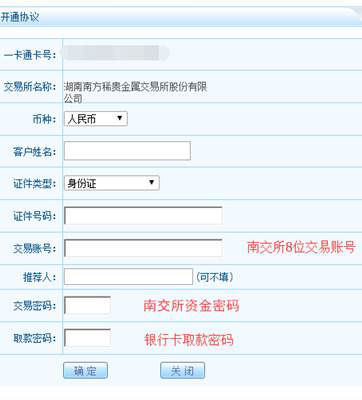 开通协议
一卡通卡号:
交易所名称: 湖南南方稀贵金属交易所股份有限
公司
币种: 人民币
客户姓名:
证件类型: 身份证
证件号码:
交易账号: 南交所8位交易账号
推荐人: (可不填)
交易密码: 南交所资金密码
取款密码: 银行卡取款密码
确定 关闭